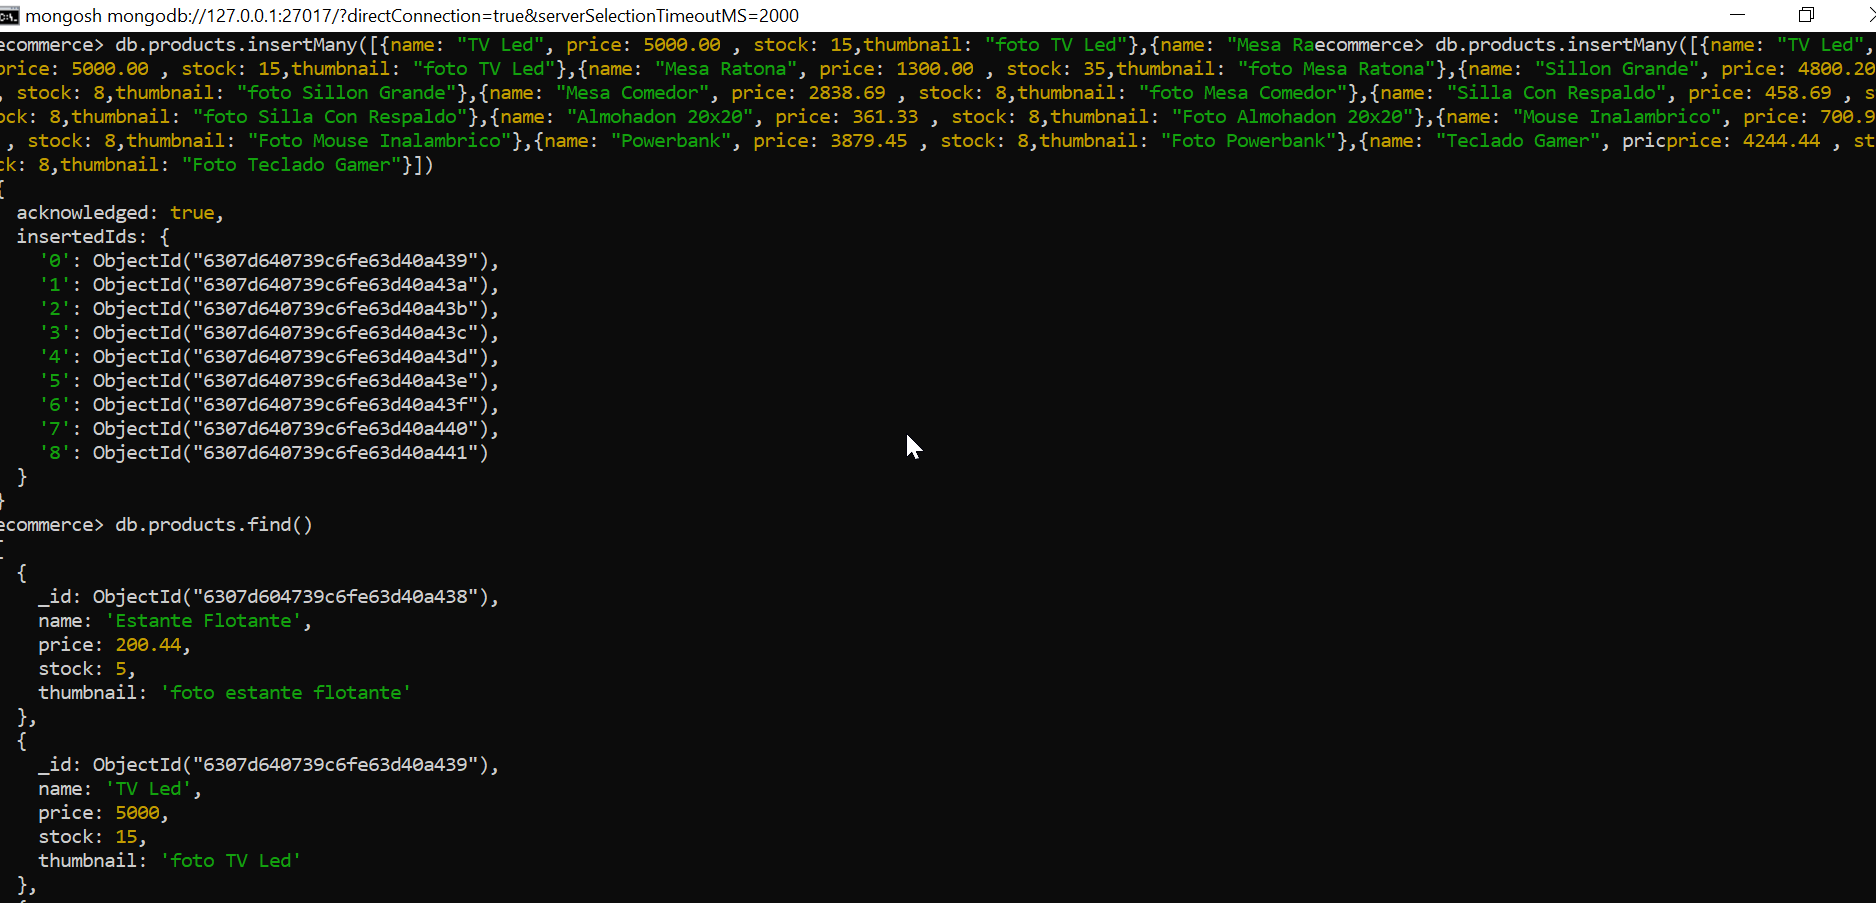 mongosh mongodb://127.0.0.1:27017/?directConnection=true&serverSelectionTimeoutMS=2000
ecommerce> db.products.insertMany([{name: "TV Led", price: 5000.00 , stock: 15,thumbnail: "foto TV Led"},{name: "Mesa Raecommerce> db.products.insertMany([{name: "TV Led",
price: 5000.00 , stock: 15,thumbnail: "foto TV Led"},{name: "Mesa Ratona", price: 1300.00 , stock: 35,thumbnail: "foto Mesa Ratona"},{name: "Sillon Grande", price: 4800.20
, stock: 8,thumbnail: "foto Sillon Grande"},{name: "Mesa Comedor", price: 2838.69 , stock: 8,thumbnail: "foto Mesa Comedor"},{name: "Silla Con Respaldo", price: 458.69 , s
ock: 8,thumbnail: "foto Silla Con Respaldo"},{name: "Almohadon 20x20", price: 361.33 , stock: 8,thumbnail: "Foto Almohadon 20x20"},{name: "Mouse Inalambrico", price: 700.9
, stock: 8,thumbnail: "Foto Mouse Inalambrico"},{name: "Powerbank", price: 3879.45 , stock: 8,thumbnail: "Foto Powerbank"},{name: "Teclado Gamer", pricprice: 4244.44 , st
ck: 8,thumbnail: "Foto Teclado Gamer"}])
{
acknowledged: true,
insertedIds: {
'0': ObjectId("6307d640739c6fe63d40a439"),
'1': ObjectId("6307d640739c6fe63d40a43a"),
'2': ObjectId("6307d640739c6fe63d40a43b"),
'3': ObjectId("6307d640739c6fe63d40a43c"),
'4': ObjectId("6307d640739c6fe63d40a43d"),
'5': ObjectId("6307d640739c6fe63d40a43e"),
'6': ObjectId("6307d640739c6fe63d40a43f"),
'7': ObjectId("6307d640739c6fe63d40a440"),
'8': ObjectId("6307d640739c6fe63d40a441")
}
}
ecommerce> db.products.find()
[
{
_id: ObjectId("6307d604739c6fe63d40a438"),
name: 'Estante Flotante',
price: 200.44,
stock: 5,
thumbnail: 'foto estante flotante'
},
{
_id: ObjectId("6307d640739c6fe63d40a439"),
name: 'TV Led',
price: 5000,
stock: 15,
thumbnail: 'foto TV Led'
},